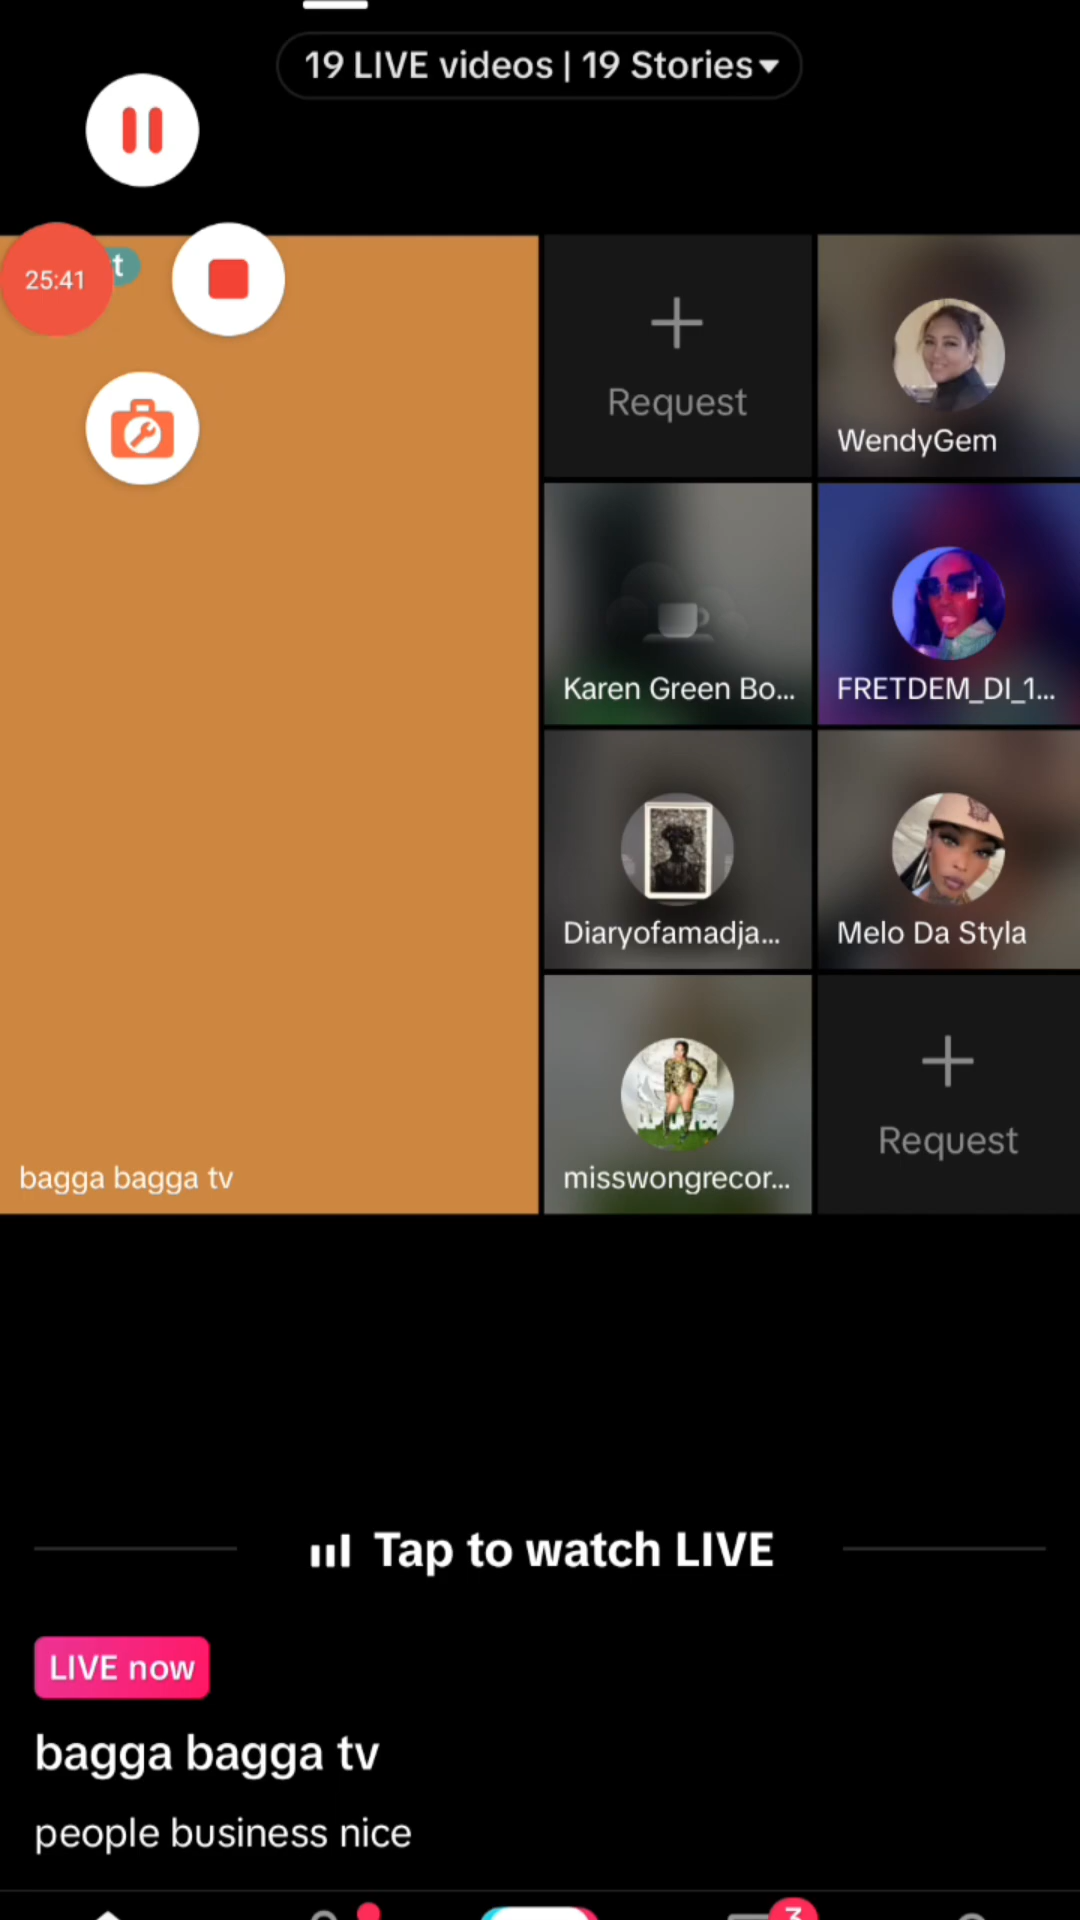 19 LIVE videos | 19 Stories
25:41
t
Request
WendyGem
Karen Green Bo...
FRETDEM_DI_1...
Diaryofamadja...
Melo Da Styla
bagga bagga tv
misswongrecor...
Request
Tap to watch LIVE
LIVE now
bagga bagga tv
people business nice
3